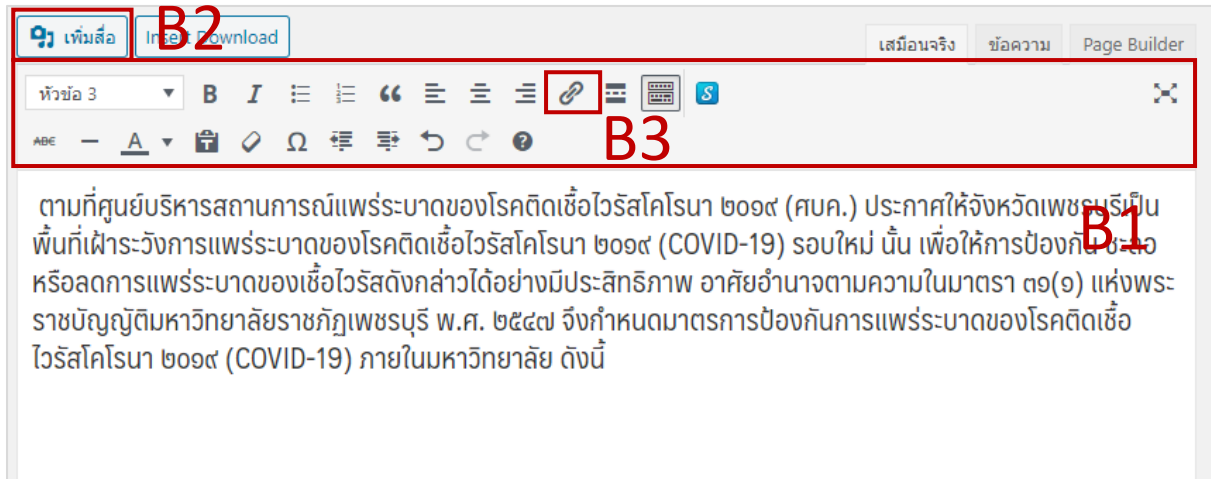 เพิ่มสื่อ B2 Insert Download
เสมือนจริง ข้อความ Page Builder
หัวข้อ 3 B I S
ABE A T Ω B3
ตามที่ศูนย์บริหารสถานการณ์แพร่ระบาดของโรคติดเชื้อไวรัสโคโรนา ๒๐๑๙ (ศบค.) ประกาศให้จังหวัดเพชรบุรีเป็น
พื้นที่เฝ้าระวังการแพร่ระบาดของโรคติดเชื้อไวรัสโคโรนา ๒๐๑๙ (COVID-19) รอบใหม่ นั้น เพื่อให้การป้องกัน ชะลอ
B1
หรือลดการแพร่ระบาดของเชื้อไวรัสดังกล่าวได้อย่างมีประสิทธิภาพ อาศัยอำนาจตามความในมาตรา ๓๑(๑) แห่งพระ
ราชบัญญัติมหาวิทยาลัยราชภัฏเพชรบุรี พ.ศ. ๒๕๔๗ จึงกำหนดมาตรการป้องกันการแพร่ระบาดของโรคติดเชื้อ
ไวรัสโคโรนา ๒๐๑๙ (COVID-19) ภายในมหาวิทยาลัย ดังนี้